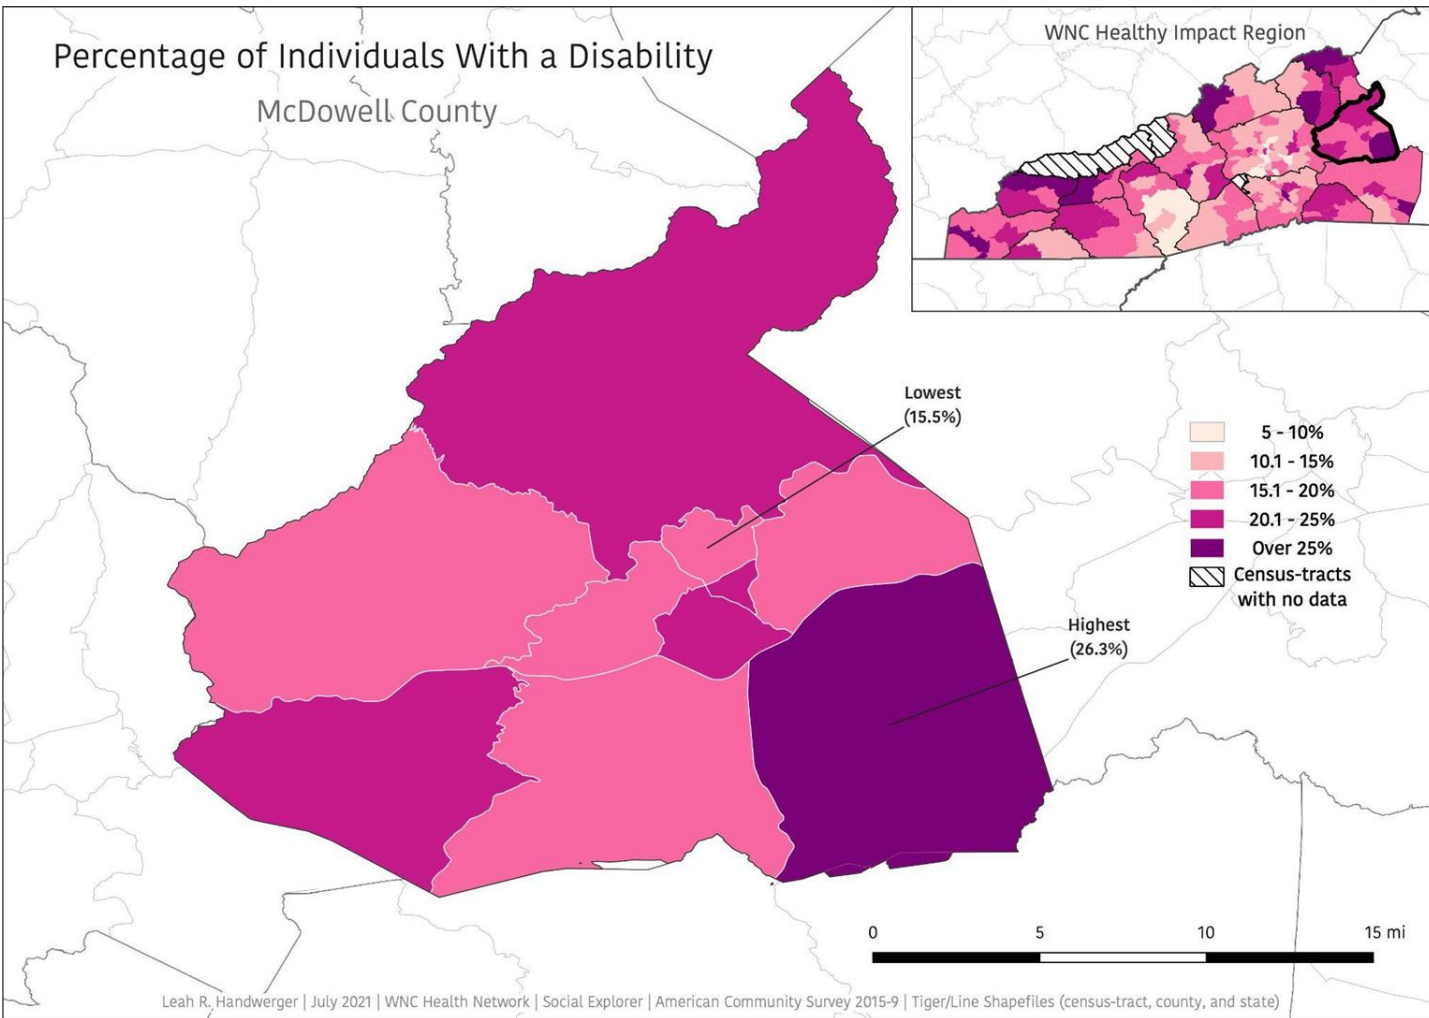 Percentage of Individuals With a Disability
McDowell County
WNC Healthy Impact Region
Lowest
(15.5%)
5 - 10%
10.1 - 15%
15.1 - 20%
20.1 - 25%
Over 25%
Census-tracts
with no data
Highest
(26.3%)
0 5 10 15 mi
Leah R. Handwerger | July 2021 | WNC Health Network | Social Explorer | American Community Survey 2015-9 | Tiger/Line Shapefiles (census-tract, county, and state)